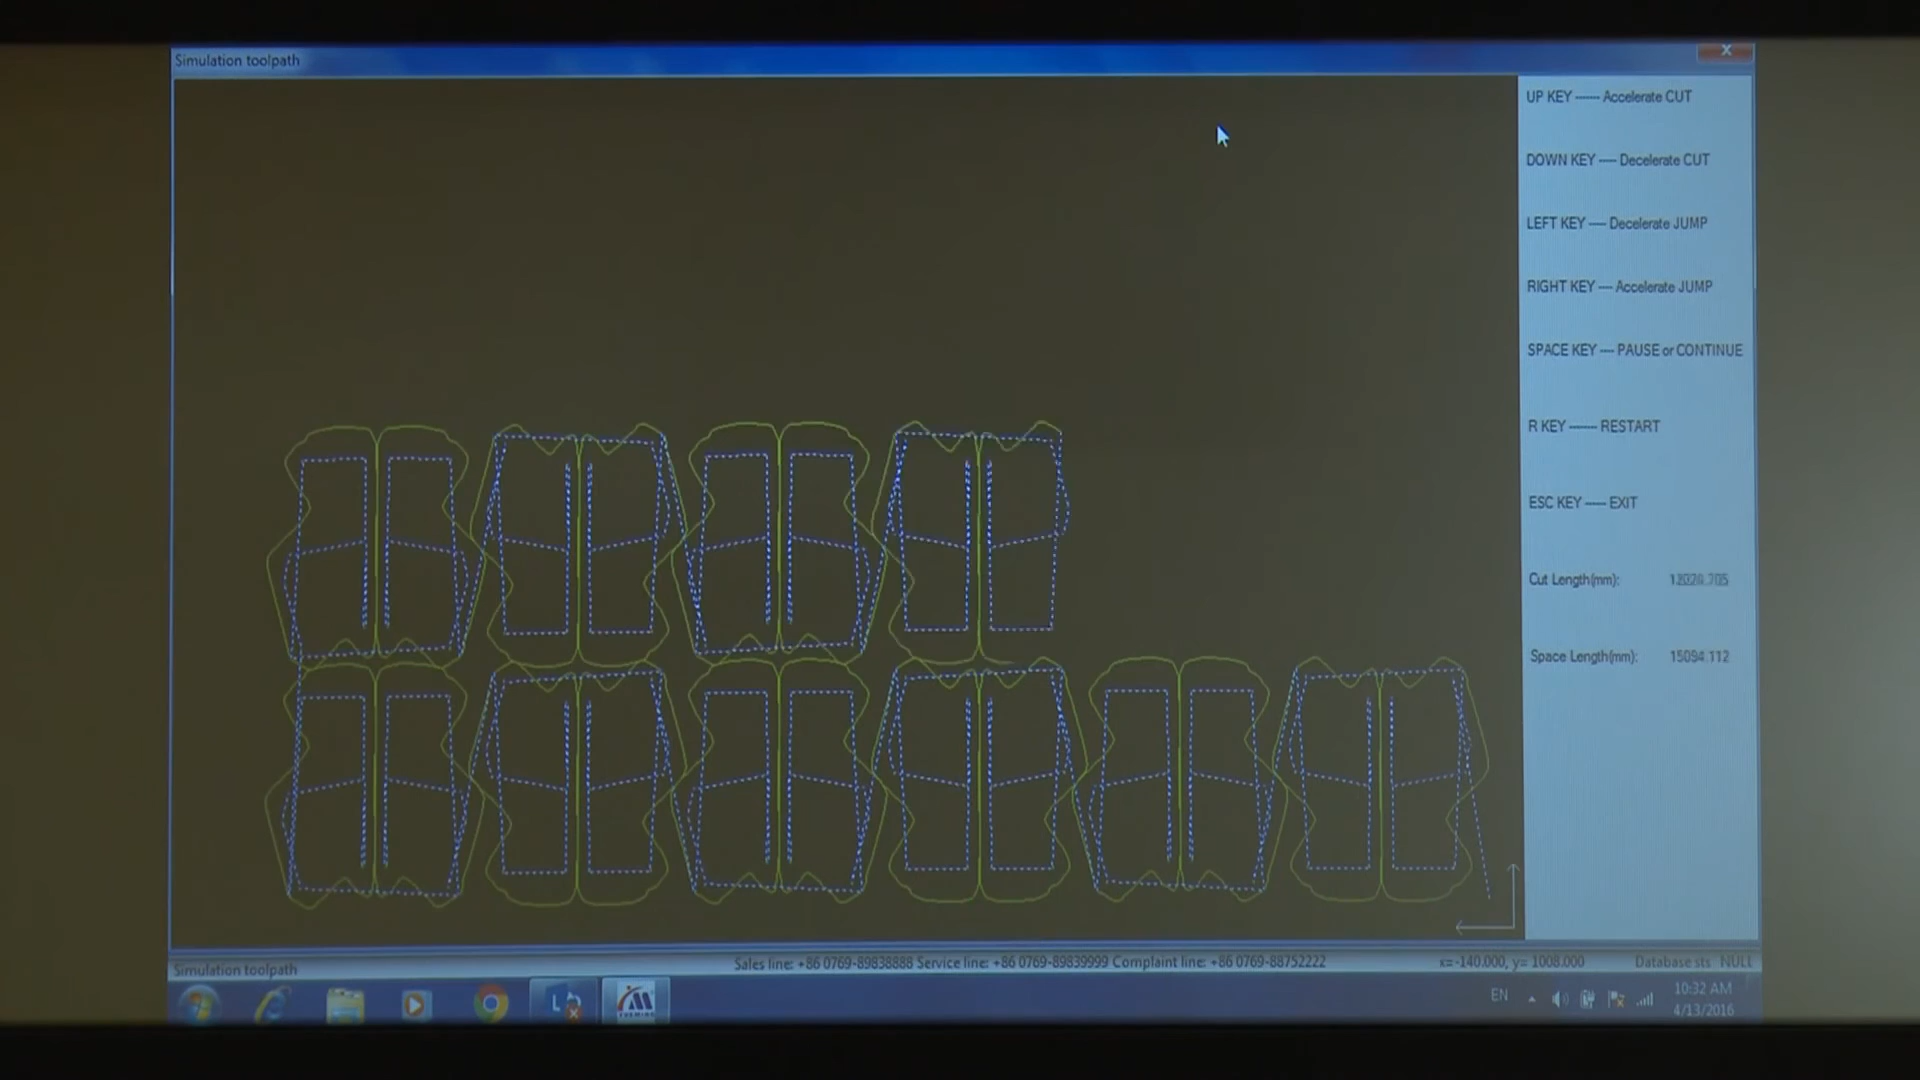 Simulation toolpath
UP KEY ------ Accelerate CUT
DOWN KEY ---- Decelerate CUT
LEFT KEY ---- Decelerate JUMP
RIGHT KEY --- Accelerate JUMP
SPACE KEY --- PAUSE or CONTINUE
R KEY ------- RESTART
ESC KEY ----- EXIT
Cut Length(mm):
Space Length(mm): 15094.112
Simulation toolpath
Sales line: +86 0769-89838888 Service line: +86 0769-89839999 Complaint line: +86 0769-88752222
x=-140.000, y= 1008.000
Database sts NULL
EN
10:32 AM
4/13/2016